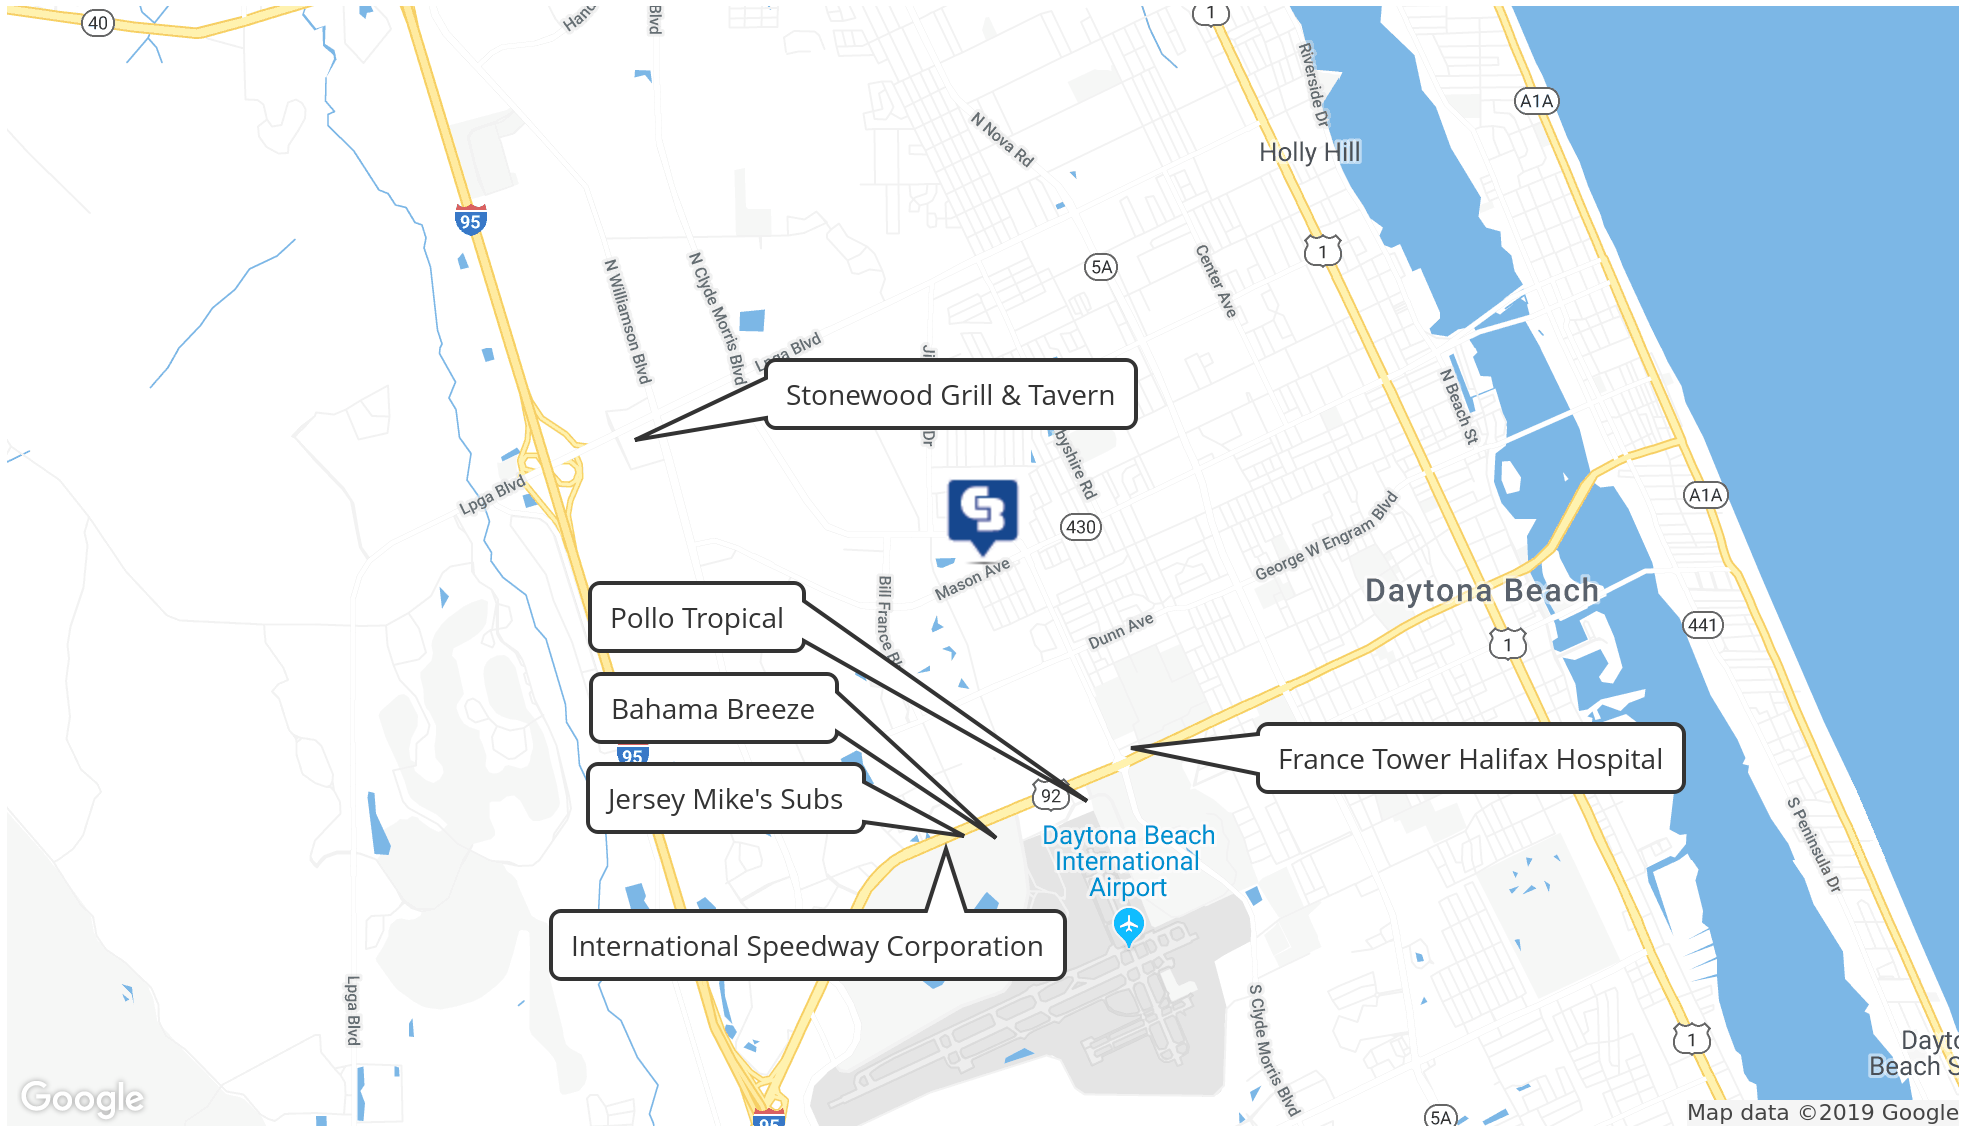 40
Blvd
1
Riverside Dr
A1A
N Nova Rd
Holly Hill
95
1
5A
Center Ave
N Williamson Blvd
N Clyde Morris Blvd
Lpga Blvd
Stonewood Grill & Tavern
Dr
N Beach St
Lpga Blvd
A1A
430
George W Engram Blvd
Mason Ave
Daytona Beach
Bill France Bl
Pollo Tropical
Dunn Ave
441
1
Bahama Breeze
France Tower Halifax Hospital
95
Jersey Mike's Subs
92
Daytona Beach
International
Airport
S Peninsula Dr
International Speedway Corporation
Lpga Blvd
S Clyde Morris Blvd
1
Beach S
Google
95
5A
Map data ©2019 Google